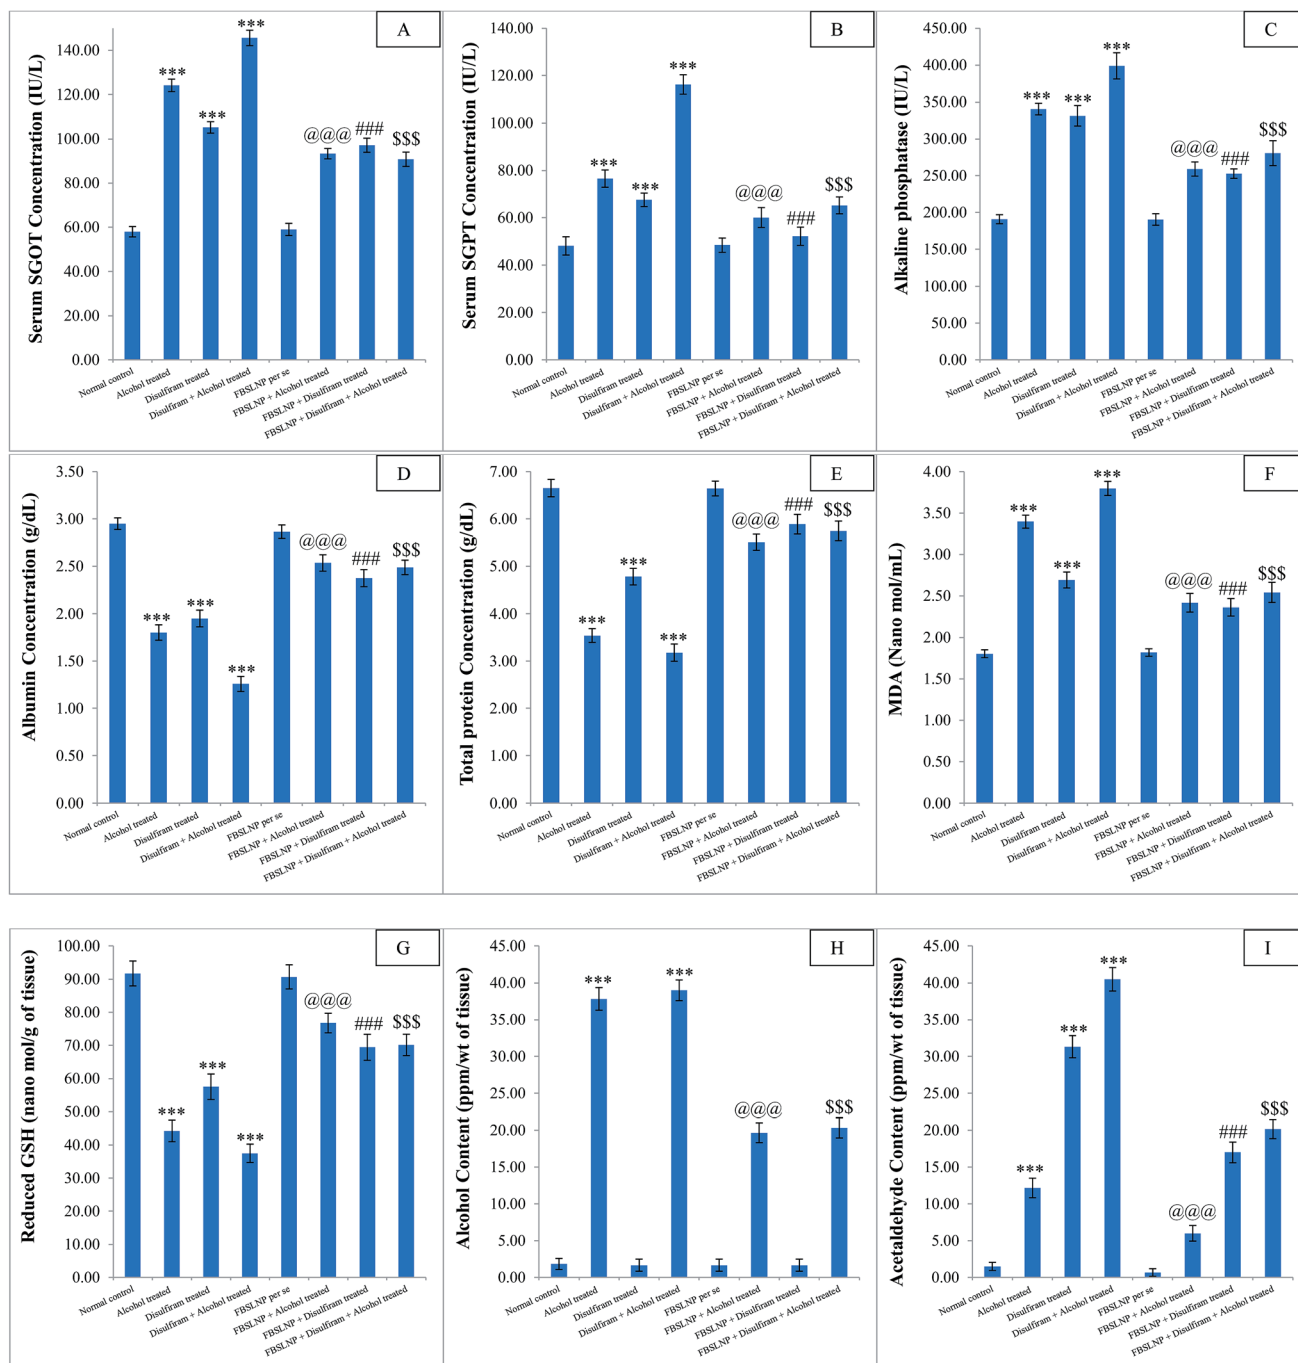 A
Serum SGOT Concentration (IU/L)
140.00
120.00
100.00
80.00
60.00
40.00
20.00
0.00
***
***
***
@@@
###
$$$
Normal control
Alcohol treated
Disulfiram treated
Disulfiram + Alcohol treated
FBSLNP per se
FBSLNP + Alcohol treated
FBSLNP + Disulfiram treated
FBSLNP + Disulfiram + Alcohol treated
B
Serum SGPT Concentration (IU/L)
140.00
120.00
100.00
80.00
60.00
40.00
20.00
0.00
***
***
***
@@@
###
$$$
Normal control
Alcohol treated
Disulfiram treated
Disulfiram + Alcohol treated
FBSLNP per se
FBSLNP + Alcohol treated
FBSLNP + Disulfiram treated
FBSLNP + Disulfiram + Alcohol treated
C
Alkaline phosphatase (IU/L)
450.00
400.00
350.00
300.00
250.00
200.00
150.00
100.00
50.00
0.00
***
***
***
@@@
###
$$$
Normal control
Alcohol treated
Disulfiram treated
Disulfiram + Alcohol treated
FBSLNP per se
FBSLNP + Alcohol treated
FBSLNP + Disulfiram treated
FBSLNP + Disulfiram + Alcohol treated
D
Albumin Concentration (g/dL)
3.50
3.00
2.50
2.00
1.50
1.00
0.50
0.00
***
***
***
@@@
###
$$$
Normal control
Alcohol treated
Disulfiram treated
Disulfiram + Alcohol treated
FBSLNP per se
FBSLNP + Alcohol treated
FBSLNP + Disulfiram treated
FBSLNP + Disulfiram + Alcohol treated
E
Total protein Concentration (g/dL)
7.00
6.00
5.00
4.00
3.00
2.00
1.00
0.00
***
***
***
@@@
###
$$$
Normal control
Alcohol treated
Disulfiram treated
Disulfiram + Alcohol treated
FBSLNP per se
FBSLNP + Alcohol treated
FBSLNP + Disulfiram treated
FBSLNP + Disulfiram + Alcohol treated
F
MDA (Nano mol/mL)
4.00
3.50
3.00
2.50
2.00
1.50
1.00
0.50
0.00
***
***
***
@@@
###
$$$
Normal control
Alcohol treated
Disulfiram treated
Disulfiram + Alcohol treated
FBSLNP per se
FBSLNP + Alcohol treated
FBSLNP + Disulfiram treated
FBSLNP + Disulfiram + Alcohol treated
G
Reduced GSH (nano mol/g of tissue)
100.00
90.00
80.00
70.00
60.00
50.00
40.00
30.00
20.00
10.00
0.00
***
***
***
@@@
###
$$$
Normal control
Alcohol treated
Disulfiram treated
Disulfiram + Alcohol treated
FBSLNP per se
FBSLNP + Alcohol treated
FBSLNP + Disulfiram treated
FBSLNP + Disulfiram + Alcohol treated
H
Alcohol Content (ppm/wt of tissue)
45.00
40.00
35.00
30.00
25.00
20.00
15.00
10.00
5.00
0.00
***
***
@@@
$$$
Normal control
Alcohol treated
Disulfiram treated
Disulfiram + Alcohol treated
FBSLNP per se
FBSLNP + Alcohol treated
FBSLNP + Disulfiram treated
FBSLNP + Disulfiram + Alcohol treated
I
Acetaldehyde Content (ppm/wt of tissue)
45.00
40.00
35.00
30.00
25.00
20.00
15.00
10.00
5.00
0.00
***
***
***
@@@
###
$$$
Normal control
Alcohol treated
Disulfiram treated
Disulfiram + Alcohol treated
FBSLNP per se
FBSLNP + Alcohol treated
FBSLNP + Disulfiram treated
FBSLNP + Disulfiram + Alcohol treated